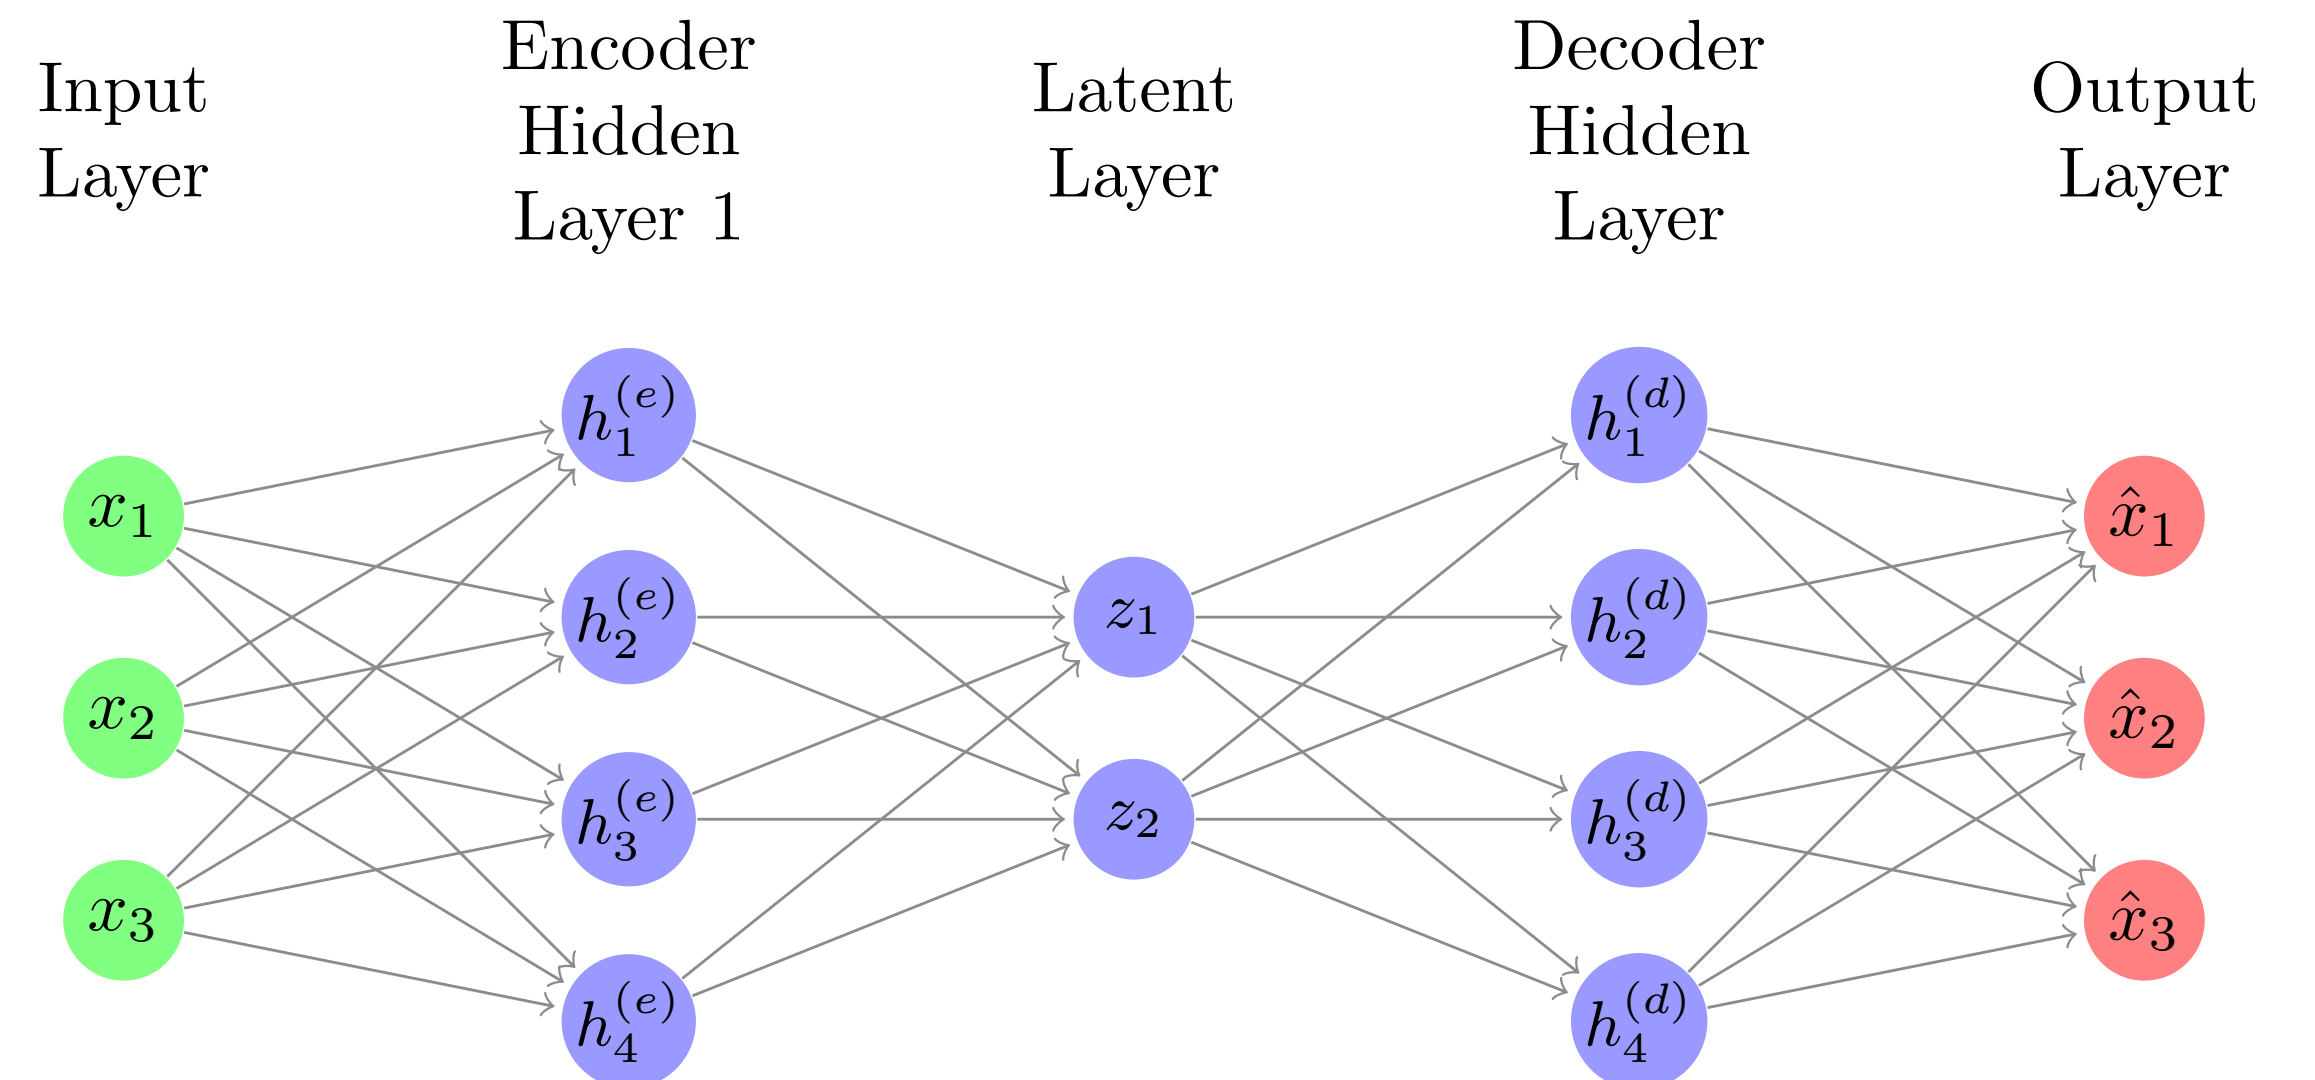 Input
Layer
Encoder
Hidden
Layer 1
Latent
Layer
Decoder
Hidden
Layer
Output
Layer
x₁
x₂
x₃
h₁⁽ᵉ⁾
h₂⁽ᵉ⁾
h₃⁽ᵉ⁾
h₄⁽ᵉ⁾
z₁
z₂
h₁⁽ᵈ⁾
h₂⁽ᵈ⁾
h₃⁽ᵈ⁾
h₄⁽ᵈ⁾
x̂₁
x̂₂
x̂₃